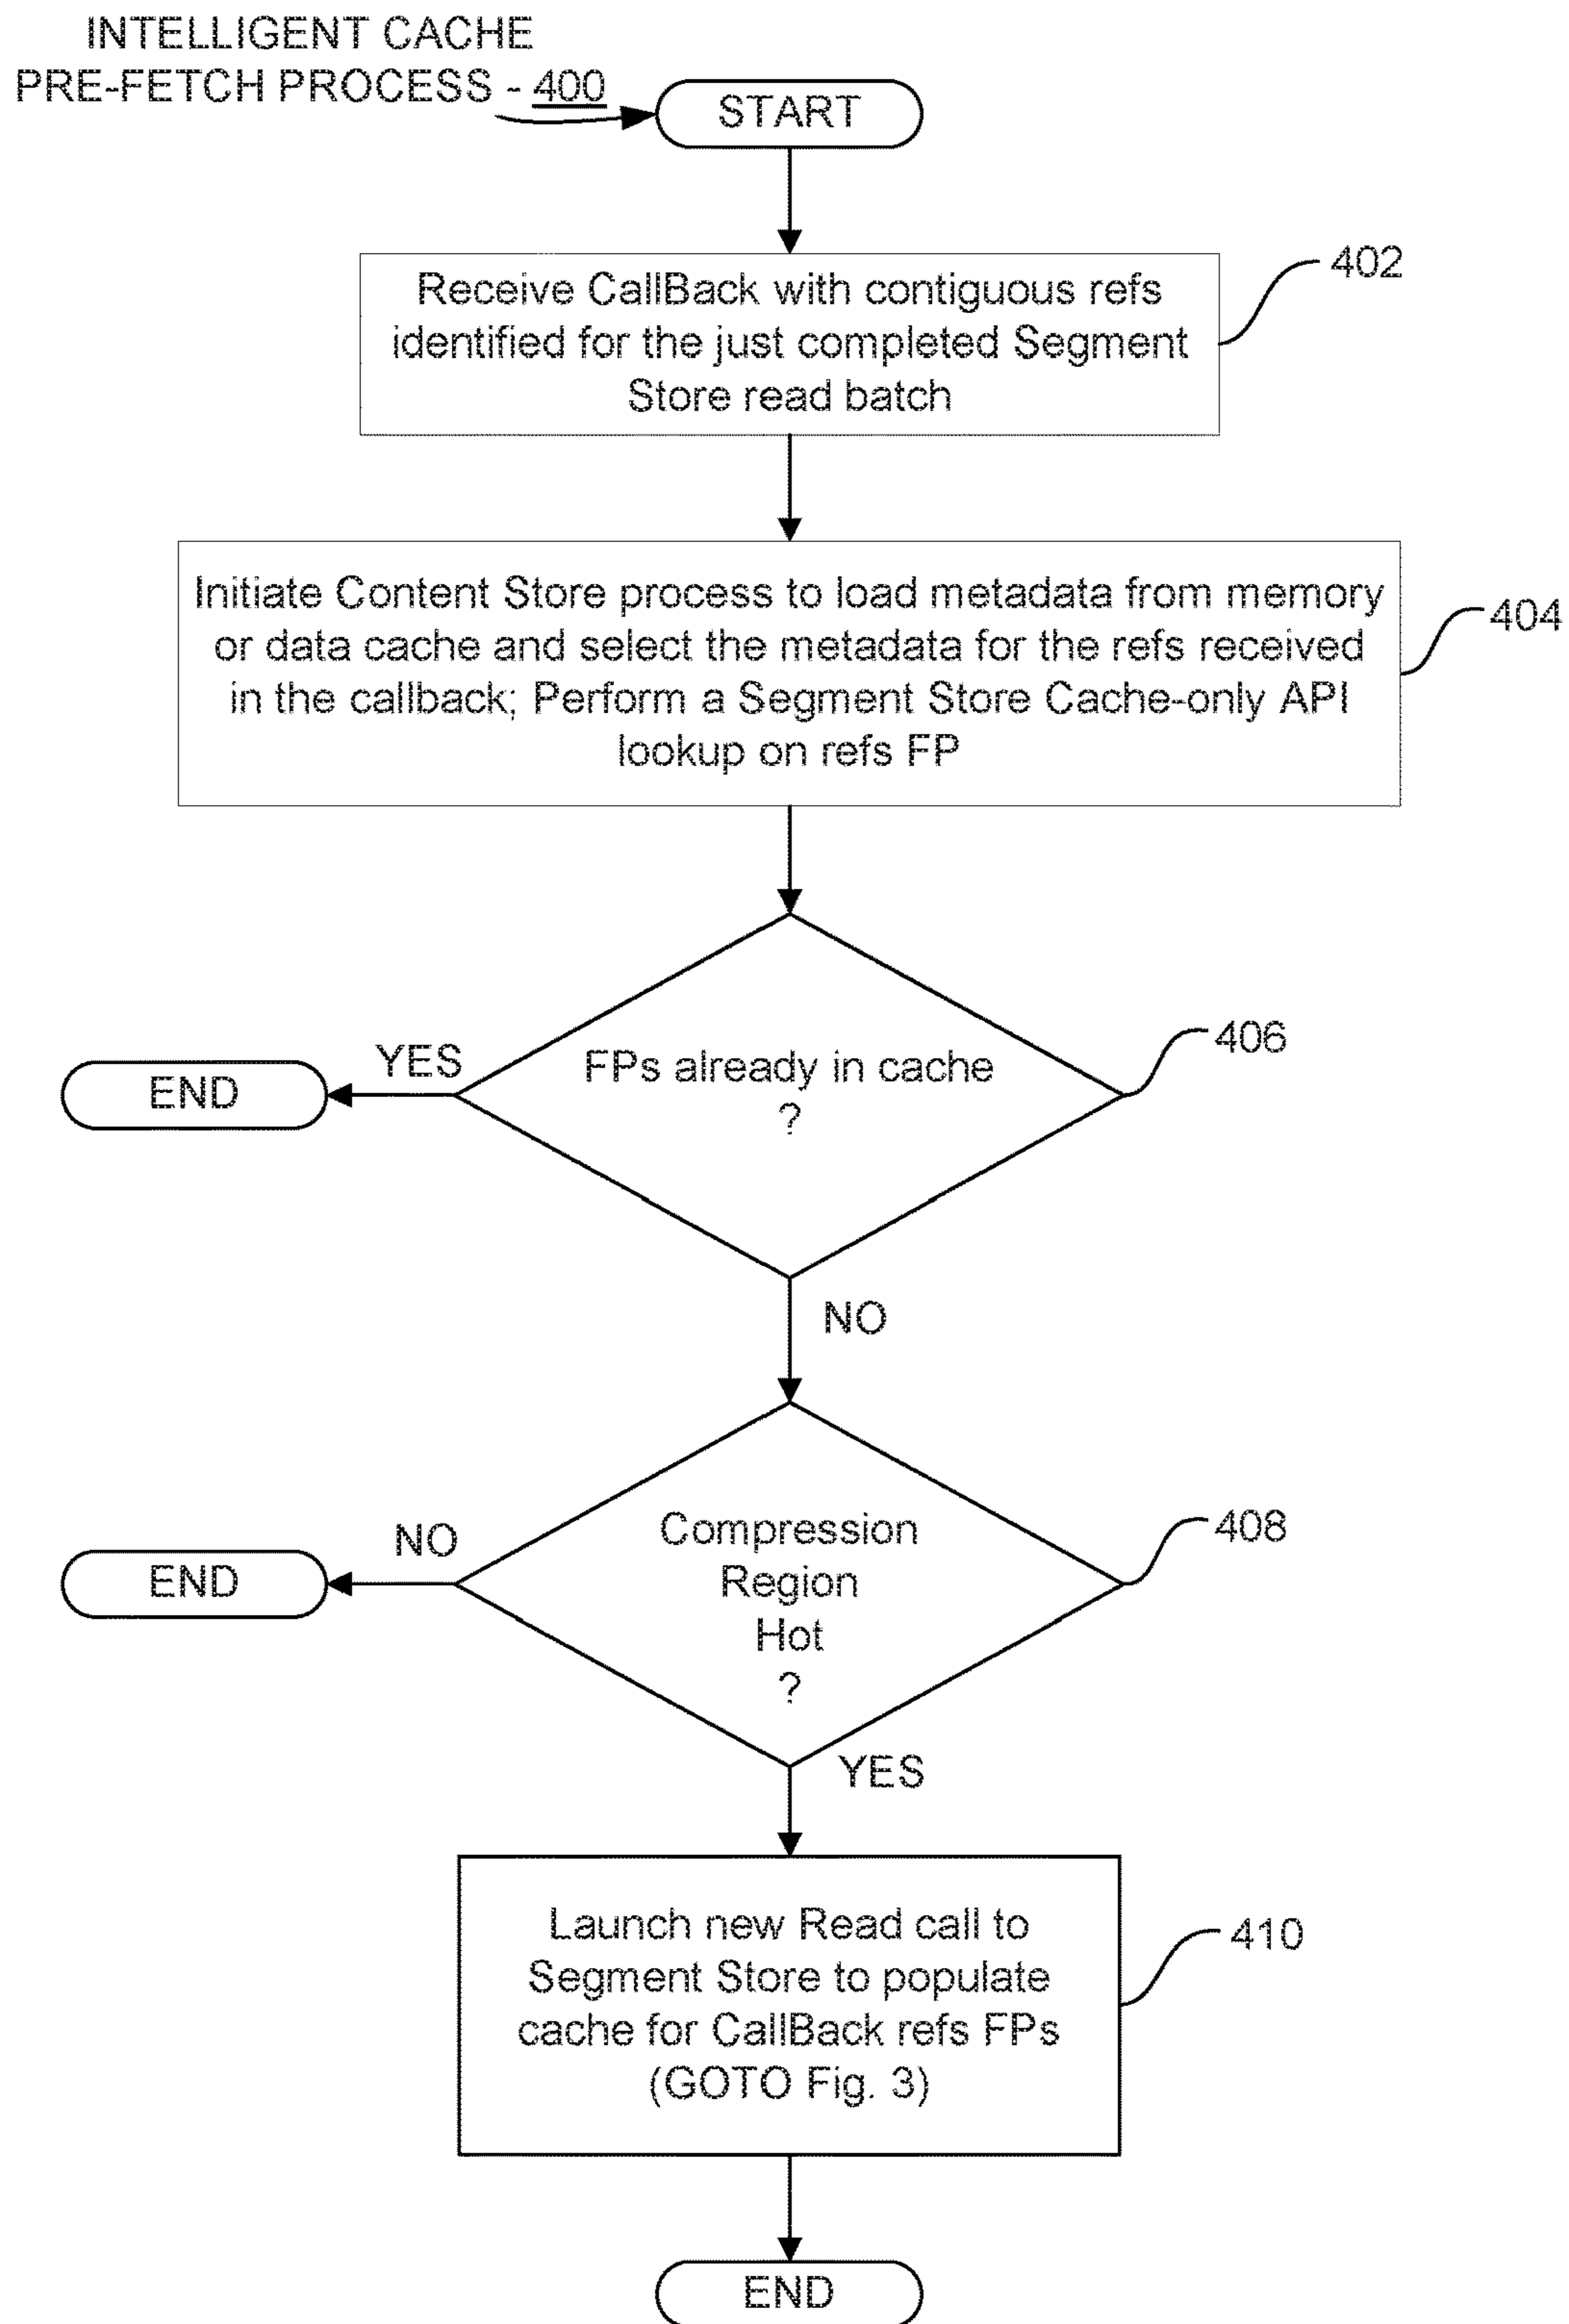 INTELLIGENT CACHE
PRE-FETCH PROCESS - 400
START
402
Receive CallBack with contiguous refs
identified for the just completed Segment
Store read batch
404
Initiate Content Store process to load metadata from memory
or data cache and select the metadata for the refs received
in the callback; Perform a Segment Store Cache-only API
lookup on refs FP
406
FPs already in cache
?
YES
END
NO
408
Compression
Region
Hot
?
NO
END
YES
410
Launch new Read call to
Segment Store to populate
cache for CallBack refs FPs
(GOTO Fig. 3)
END